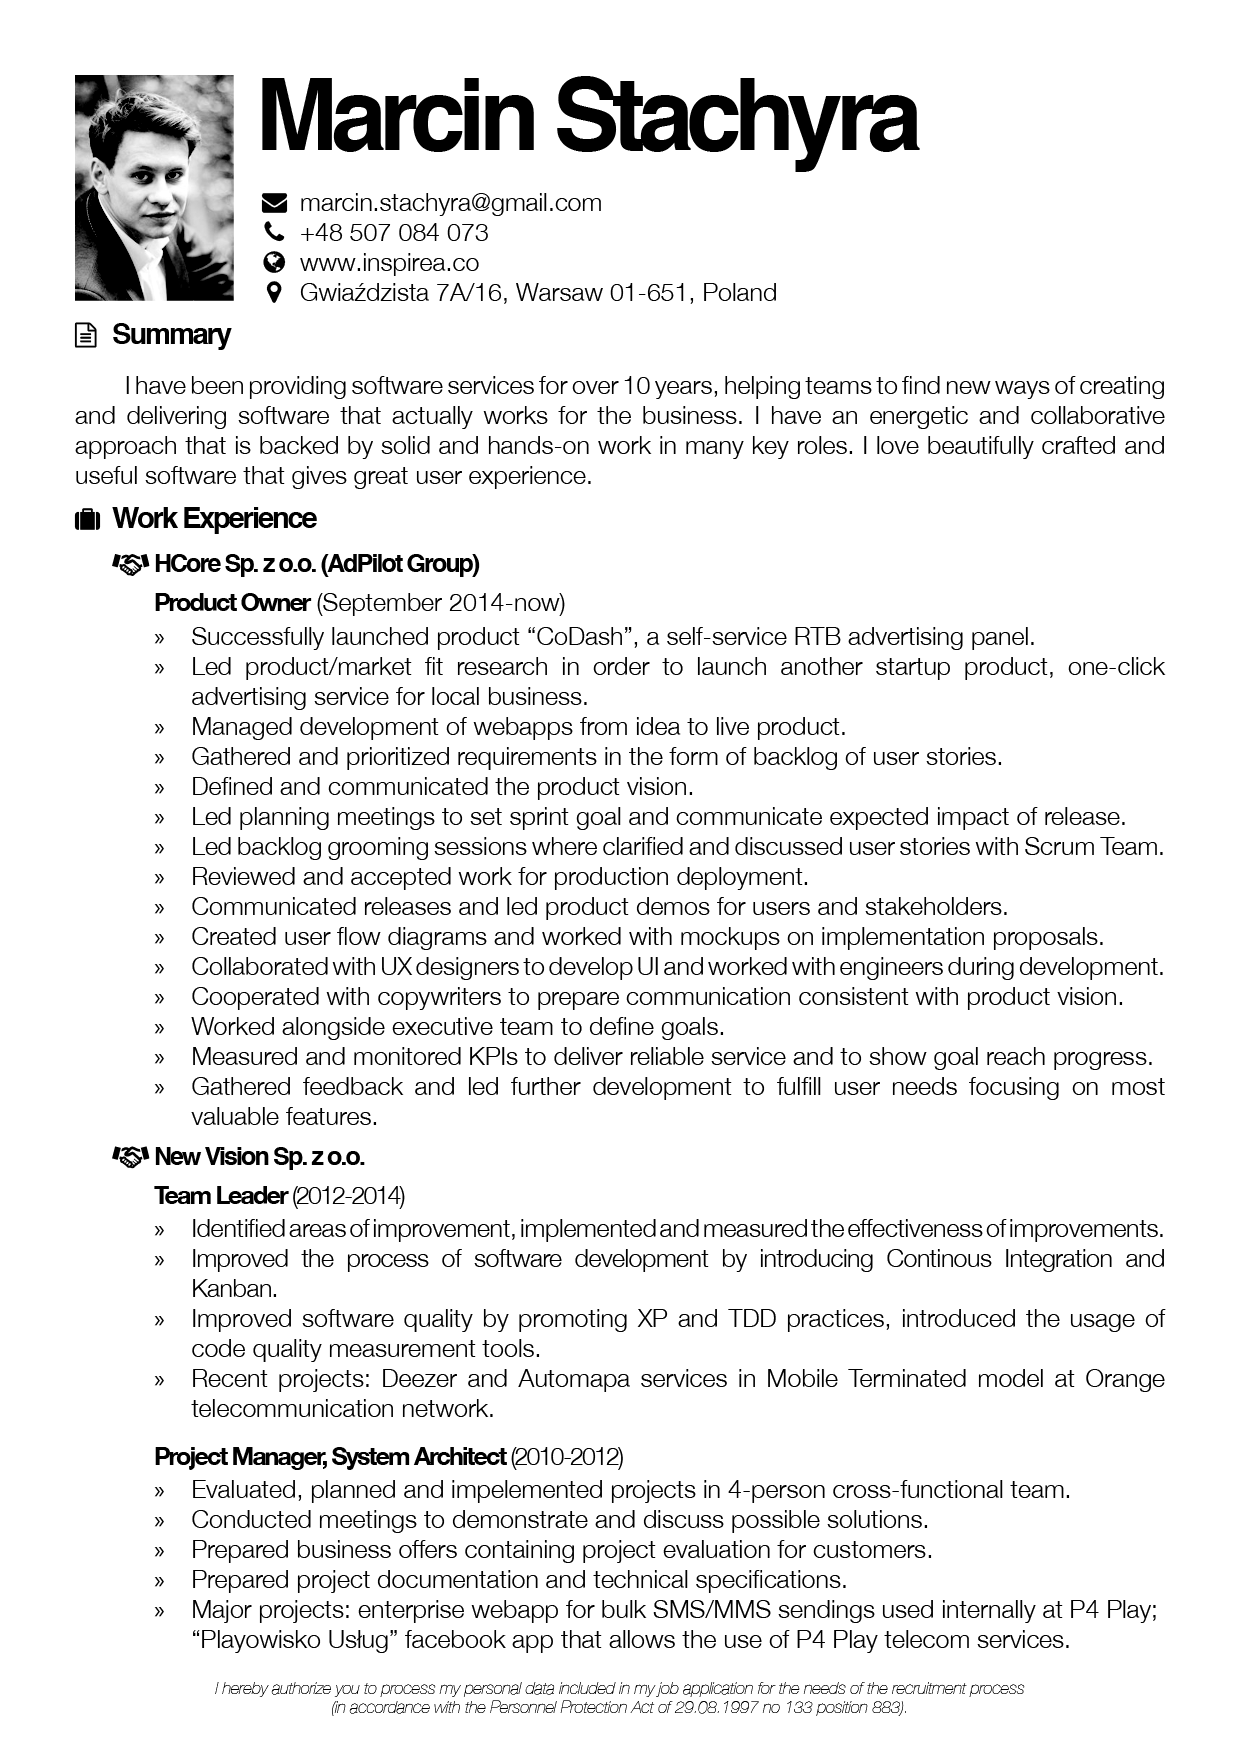 Marcin Stachyra
marcin.stachyra@gmail.com
+48 507 084 073
www.inspirea.co
Gwiaździsta 7A/16, Warsaw 01-651, Poland
Summary
I have been providing software services for over 10 years, helping teams to find new ways of creating
and delivering software that actually works for the business. I have an energetic and collaborative
approach that is backed by solid and hands-on work in many key roles. I love beautifully crafted and
useful software that gives great user experience.
Work Experience
HCore Sp. z o.o. (AdPilot Group)
Product Owner (September 2014-now)
» Successfully launched product “CoDash”, a self-service RTB advertising panel.
» Led product/market fit research in order to launch another startup product, one-click
advertising service for local business.
» Managed development of webapps from idea to live product.
» Gathered and prioritized requirements in the form of backlog of user stories.
» Defined and communicated the product vision.
» Led planning meetings to set sprint goal and communicate expected impact of release.
» Led backlog grooming sessions where clarified and discussed user stories with Scrum Team.
» Reviewed and accepted work for production deployment.
» Communicated releases and led product demos for users and stakeholders.
» Created user flow diagrams and worked with mockups on implementation proposals.
» Collaborated with UX designers to develop UI and worked with engineers during development.
» Cooperated with copywriters to prepare communication consistent with product vision.
» Worked alongside executive team to define goals.
» Measured and monitored KPIs to deliver reliable service and to show goal reach progress.
» Gathered feedback and led further development to fulfill user needs focusing on most
valuable features.
New Vision Sp. z o.o.
Team Leader (2012-2014)
» Identified areas of improvement, implemented and measured the effectiveness of improvements.
» Improved the process of software development by introducing Continous Integration and
Kanban.
» Improved software quality by promoting XP and TDD practices, introduced the usage of
code quality measurement tools.
» Recent projects: Deezer and Automapa services in Mobile Terminated model at Orange
telecommunication network.
Project Manager, System Architect (2010-2012)
» Evaluated, planned and impelemented projects in 4-person cross-functional team.
» Conducted meetings to demonstrate and discuss possible solutions.
» Prepared business offers containing project evaluation for customers.
» Prepared project documentation and technical specifications.
» Major projects: enterprise webapp for bulk SMS/MMS sendings used internally at P4 Play;
“Playowisko Usług” facebook app that allows the use of P4 Play telecom services.
I hereby authorize you to process my personal data included in my job application for the needs of the recruitment process
(in accordance with the Personnel Protection Act of 29.08.1997 no 133 position 883).